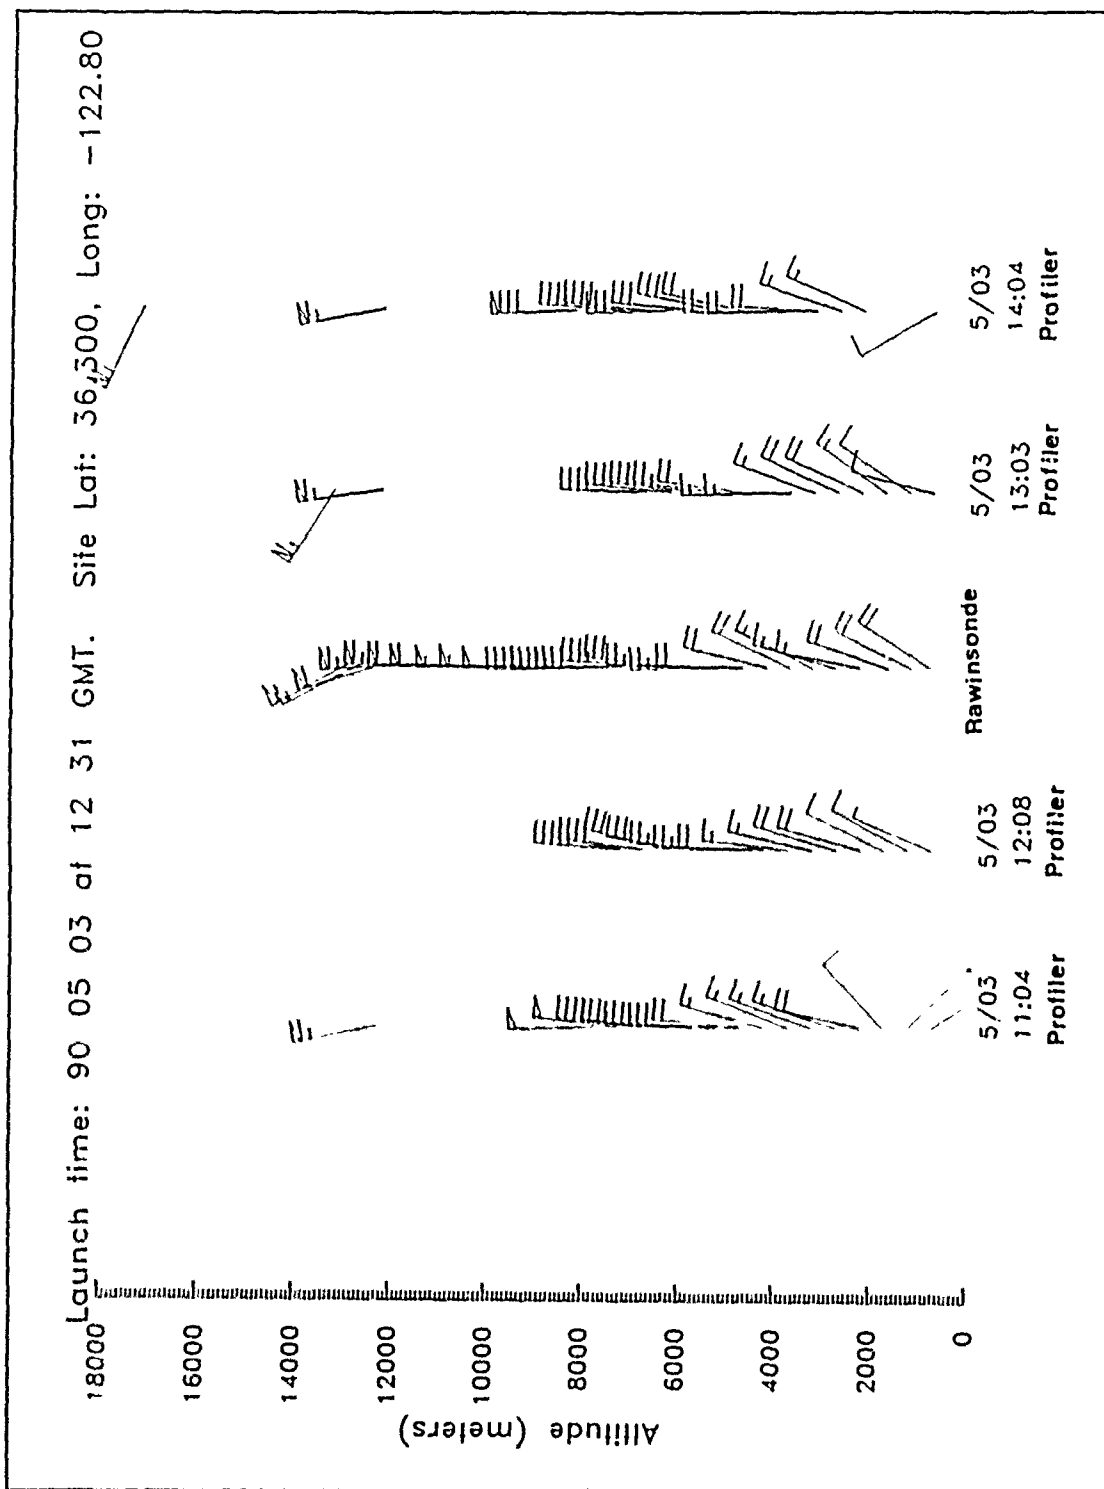 Launch time: 90 05 03 at 12 31 GMT. Site Lat: 36,300, Long: -122.80
Altitude (meters)
18000
16000
14000
12000
10000
8000
6000
4000
2000
0
5/03
11:04
Profiler
5/03
12:08
Profiler
Rawinsonde
5/03
13:03
Profiler
5/03
14:04
Profiler